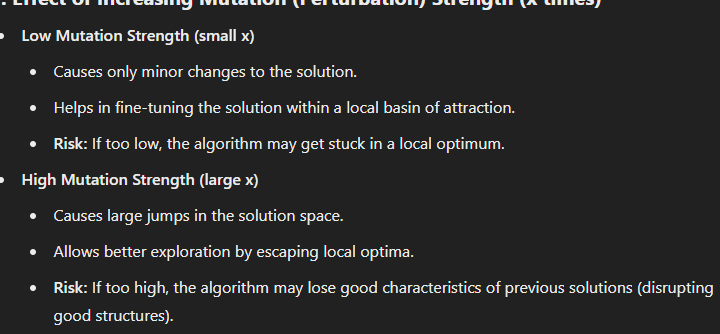 . Effect of Increasing Mutation (Perturbation) Strength (x times)
• Low Mutation Strength (small x)
• Causes only minor changes to the solution.
• Helps in fine-tuning the solution within a local basin of attraction.
• Risk: If too low, the algorithm may get stuck in a local optimum.
• High Mutation Strength (large x)
• Causes large jumps in the solution space.
• Allows better exploration by escaping local optima.
• Risk: If too high, the algorithm may lose good characteristics of previous solutions (disrupting
good structures).